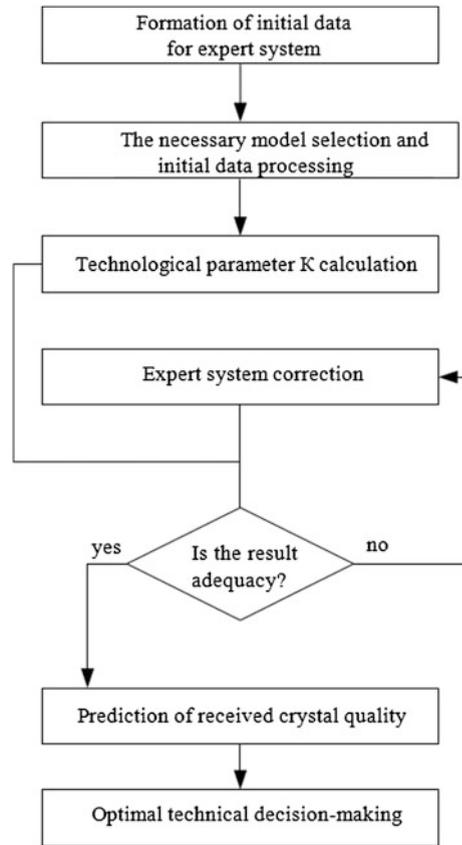 Formation of initial data
for expert system
The necessary model selection and
initial data processing
Technological parameter K calculation
Expert system correction
yes
Is the result
adequacy?
no
Prediction of received crystal quality
Optimal technical decision-making